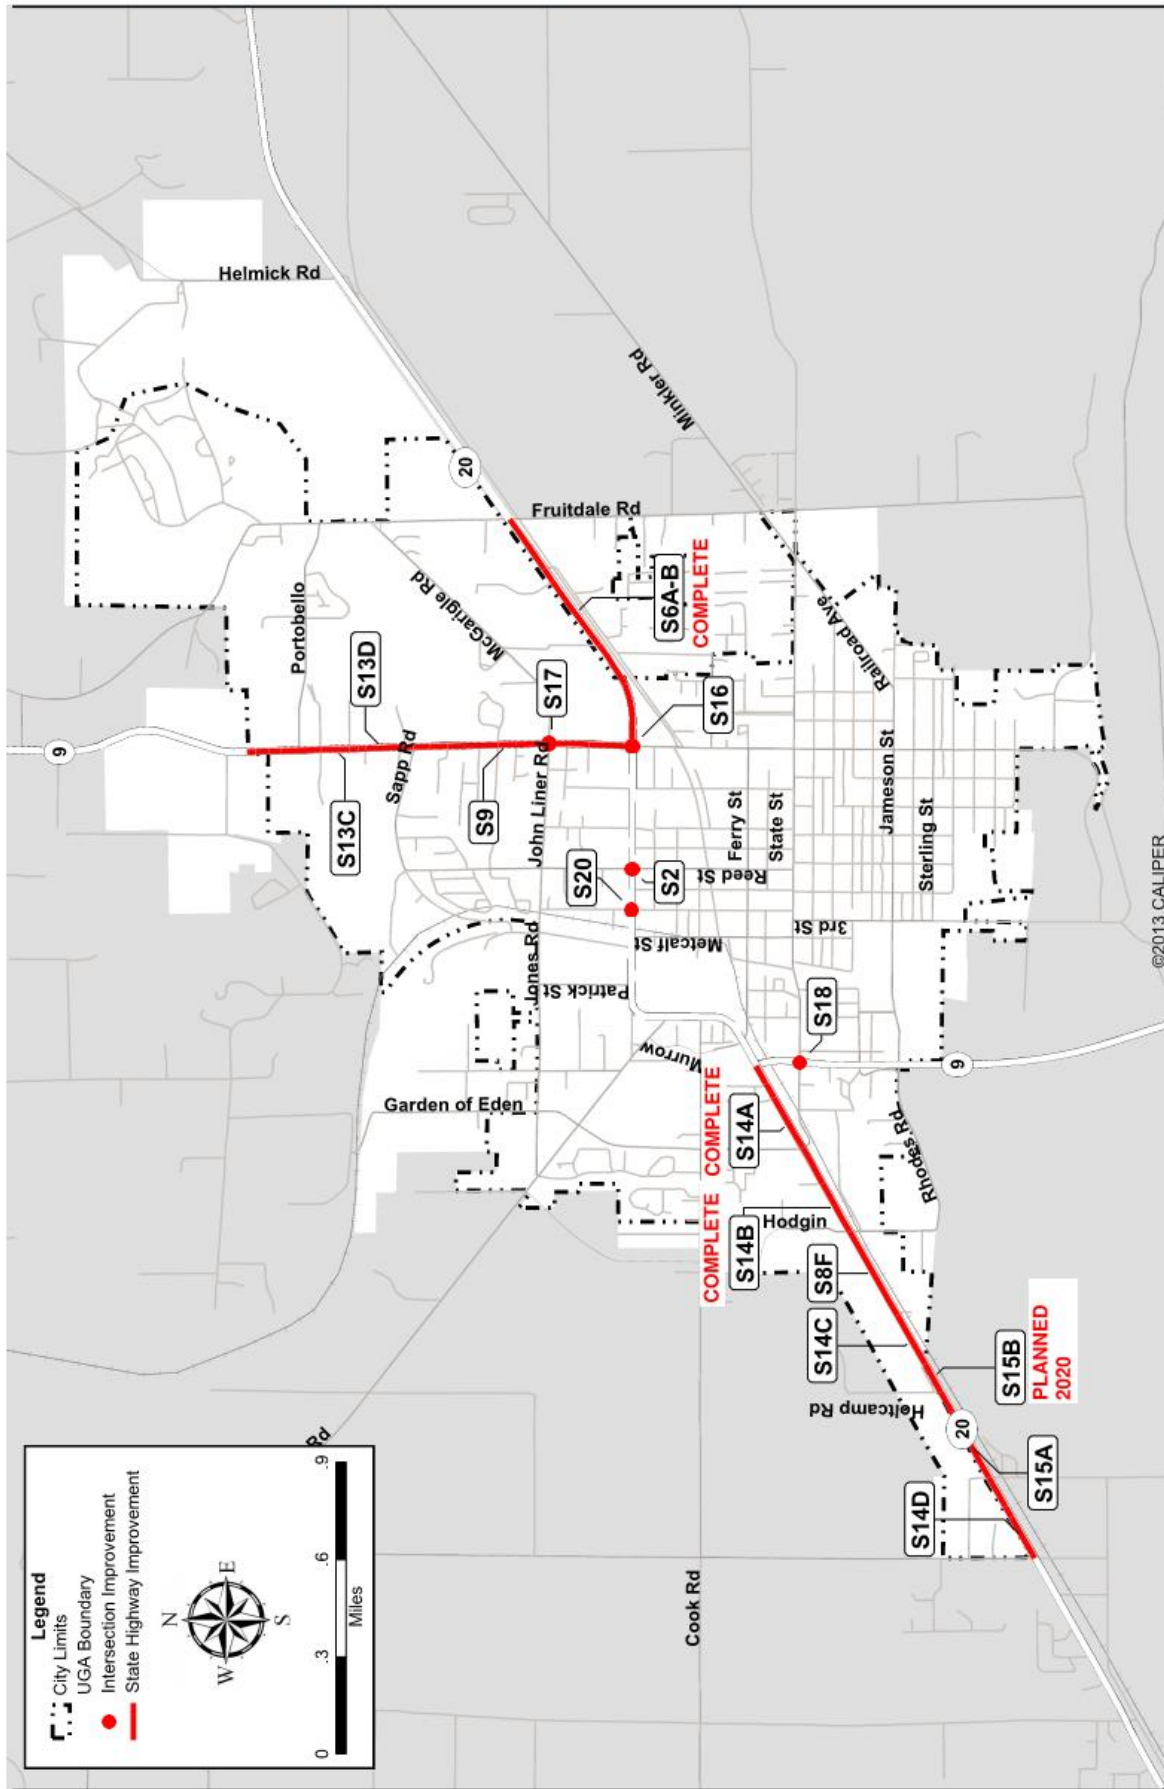 Legend
City Limits
UGA Boundary
Intersection Improvement
State Highway Improvement
N
W
E
S
0
.3
.6
.9
Miles
Rd
9
Helmick Rd
Portobello
S13D
S13C
Sapp Rd
McGarigle Rd
20
Fruitdale Rd
Minkler Rd
S17
S9
John Liner Rd
S6A-B
COMPLETE
S16
S20
S2
Reed St
Ferry St
State St
Railroad Ave
Jameson St
Sterling St
3rd St
Metcalf St
Jones Rd
Patrick St
Murrow
Garden of Eden
S18
9
COMPLETE
S14A
COMPLETE
S14B
Hodgin
Rhodes Rd
S8F
S14C
S15B
PLANNED
2020
Holtcamp Rd
20
S15A
S14D
Cook Rd
©2013 CALIPER